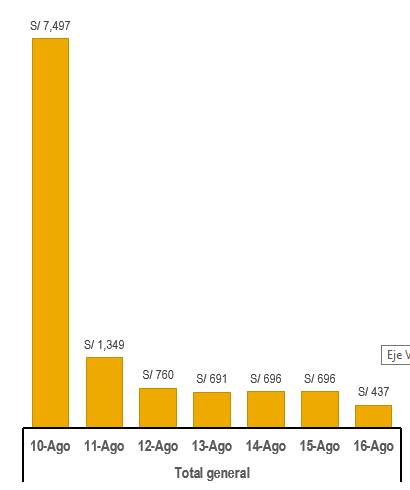 S/ 7,497
S/ 1,349
S/ 760
S/ 691
S/ 696
S/ 696
S/ 437
Eje V
10-Ago 11-Ago 12-Ago 13-Ago 14-Ago 15-Ago 16-Ago
Total general